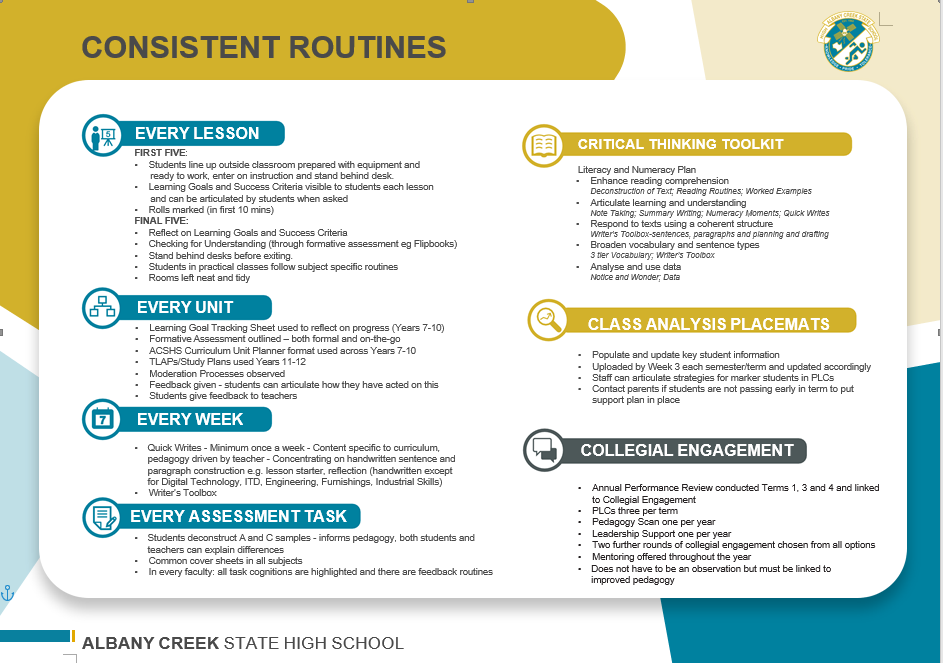 CONSISTENT ROUTINES
EVERY LESSON
FIRST FIVE:
• Students line up outside classroom prepared with equipment and
ready to work, enter on instruction and stand behind desk.
• Learning Goals and Success Criteria visible to students each lesson
and can be articulated by students when asked
• Rolls marked (in first 10 mins)
FINAL FIVE:
• Reflect on Learning Goals and Success Criteria
• Checking for Understanding (through formative assessment eg Flipbooks)
• Stand behind desks before exiting.
• Students in practical classes follow subject specific routines
• Rooms left neat and tidy
EVERY UNIT
• Learning Goal Tracking Sheet used to reflect on progress (Years 7-10)
• Formative Assessment outlined – both formal and on-the-go
• ACSHS Curriculum Unit Planner format used across Years 7-10
• TLAPs/Study Plans used Years 11-12
• Moderation Processes observed
• Feedback given - students can articulate how they have acted on this
• Students give feedback to teachers
7
EVERY WEEK
• Quick Writes - Minimum once a week - Content specific to curriculum,
pedagogy driven by teacher - Concentrating on handwritten sentence and
paragraph construction e.g. lesson starter, reflection (handwritten except
for Digital Technology, ITD, Engineering, Furnishings, Industrial Skills)
• Writer's Toolbox
EVERY ASSESSMENT TASK
• Students deconstruct A and C samples - informs pedagogy, both students and
teachers can explain differences
• Common cover sheets in all subjects
• In every faculty: all task cognitions are highlighted and there are feedback routines
CRITICAL THINKING TOOLKIT
Literacy and Numeracy Plan
• Enhance reading comprehension
Deconstruction of Text; Reading Routines; Worked Examples
• Articulate learning and understanding
Note Taking; Summary Writing; Numeracy Moments; Quick Writes
• Respond to texts using a coherent structure
Writer's Toolbox-sentences, paragraphs and planning and drafting
• Broaden vocabulary and sentence types
3 tier Vocabulary; Writer's Toolbox
• Analyse and use data
Notice and Wonder; Data
CLASS ANALYSIS PLACEMATS
• Populate and update key student information
• Uploaded by Week 3 each semester/term and updated accordingly
• Staff can articulate strategies for marker students in PLCs
• Contact parents if students are not passing early in term to put
support plan in place
COLLEGIAL ENGAGEMENT
• Annual Performance Review conducted Terms 1, 3 and 4 and linked
to Collegial Engagement
• PLCs three per term
• Pedagogy Scan one per year
• Leadership Support one per year
• Two further rounds of collegial engagement chosen from all options
• Mentoring offered throughout the year
• Does not have to be an observation but must be linked to
improved pedagogy
ALBANY CREEK STATE HIGH SCHOOL